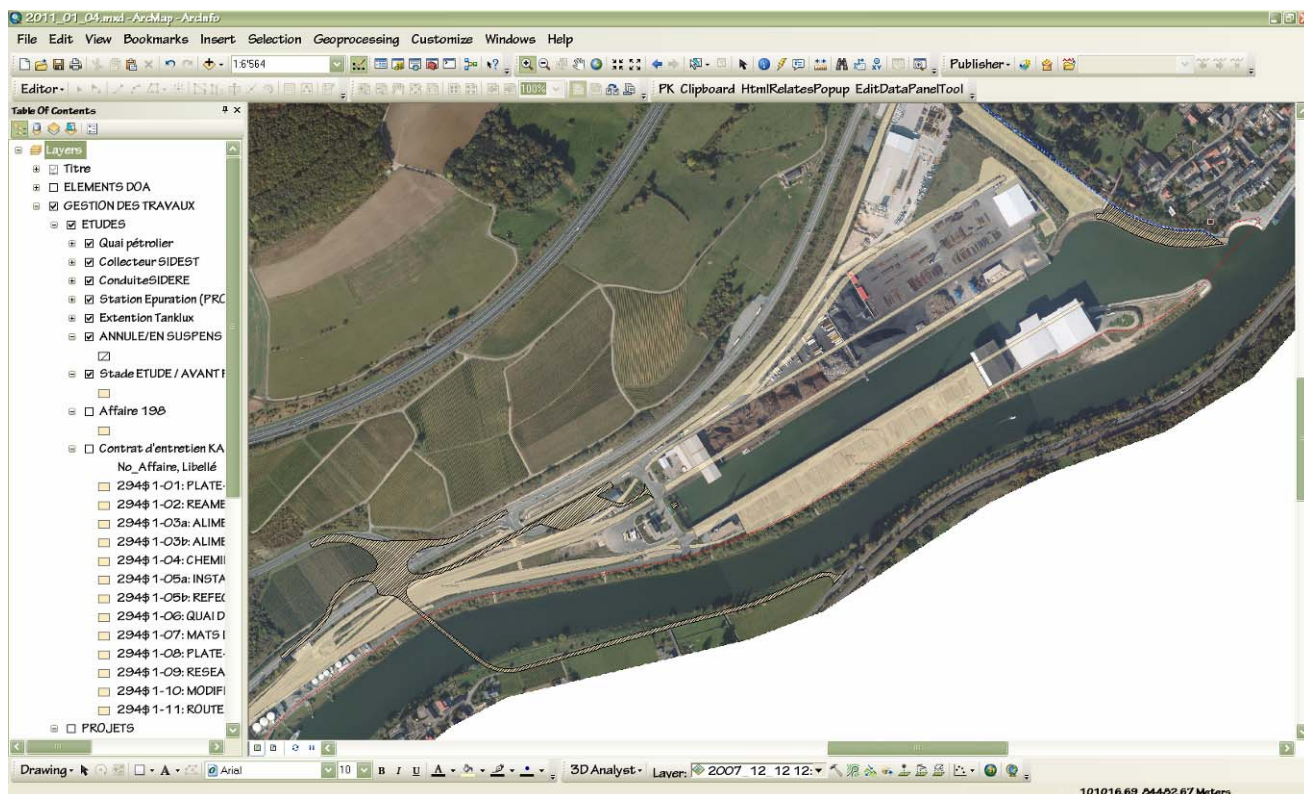 2011_01_04.mxd - ArcMap - ArcInfo
File Edit View Bookmarks Insert Selection Geoprocessing Customize Windows Help
1:6'564
Publisher
Editor
100%
PK Clipboard HtmlRelatesPopup EditDataPanelTool
Table Of Contents
Layers
Titre
ELEMENTS DOA
GESTION DES TRAVAUX
ETUDES
Quai pétrolier
Collecteur SIDEST
ConduiteSIDERE
Station Epuration (PRO
Extention Tanklux
ANNULE/EN SUSPENS
Stade ETUDE / AVANT P
Affaire 198
Contrat d'entretien KA
No_Affaire, Libellé
294$1-01: PLATE-
294$1-02: REAME
294$1-03a: ALIME
294$1-03b: ALIME
294$1-04: CHEMI
294$1-05a: INSTA
294$1-05b: REFEC
294$1-06: QUAI D
294$1-07: MATS D
294$1-08: PLATE-
294$1-09: RESEA
294$1-10: MODIFI
294$1-11: ROUTE
PROJETS
Drawing
Arial
10
B I U A
3D Analyst
Layer: 2007_12_12 12:
101016.69 84482.67 Meters